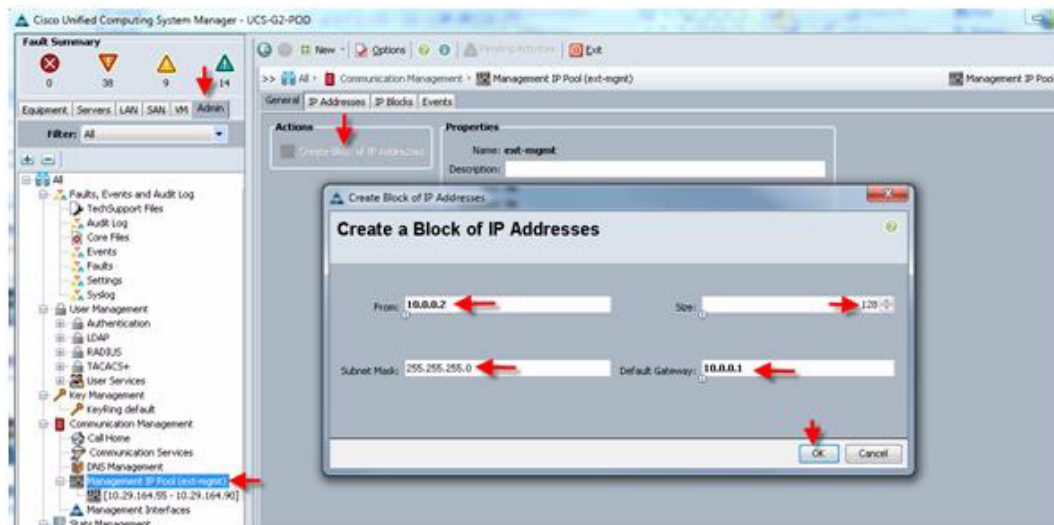 Cisco Unified Computing System Manager - UCS-G2-POD
Fault Summary
0 38 9 14
Equipment Servers LAN SAN VM Admin
Filter: All
All
Faults, Events and Audit Log
TechSupport Files
Audit Log
Core Files
Events
Faults
Settings
Syslog
User Management
Authentication
LDAP
RADIUS
TACACS+
User Services
Key Management
KeyRing default
Communication Management
Call Home
Communication Services
DNS Management
Management IP Pool (ext-mgmt)
[10.29.164.55 - 10.29.164.90]
Management Interfaces
Stats Management
New Options Pending Activities Exit
>> All Communication Management Management IP Pool (ext-mgmt) Management IP Poo
General IP Addresses IP Blocks Events
Actions
Create Block of IP Addresses
Properties
Name: ext-mgmt
Description:
Create Block of IP Addresses
Create a Block of IP Addresses
From: 10.0.0.2
Size: 128
Subnet Mask: 255.255.255.0
Default Gateway: 10.0.0.1
OK Cancel